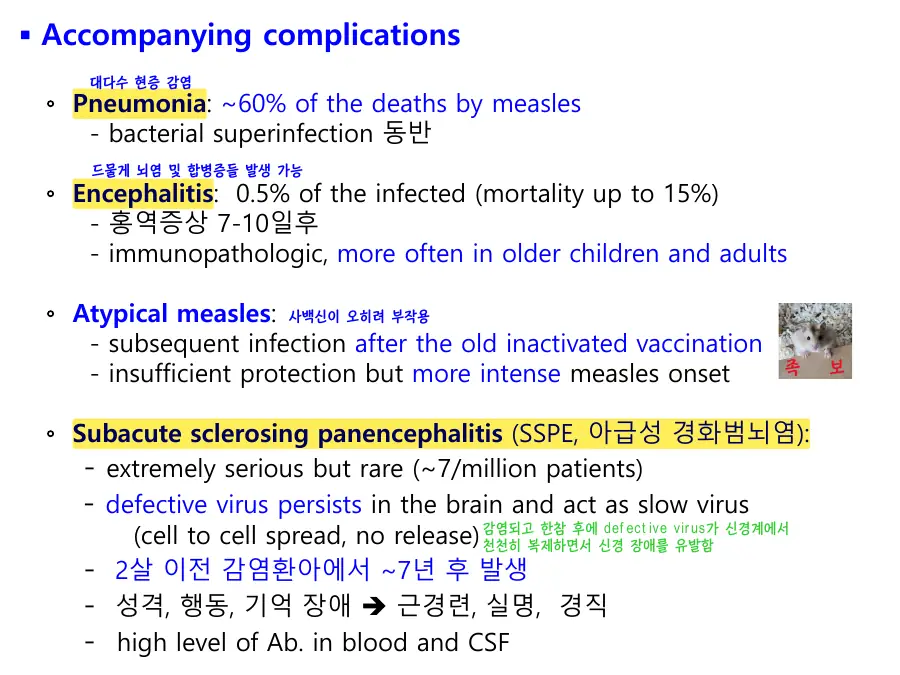 ▪ Accompanying complications
대다수 현증 감염
∘ Pneumonia: ~60% of the deaths by measles
- bacterial superinfection 동반
드물게 뇌염 및 합병증들 발생 가능
∘ Encephalitis: 0.5% of the infected (mortality up to 15%)
- 홍역증상 7-10일후
- immunopathologic, more often in older children and adults
∘ Atypical measles: 사백신이 오히려 부작용
- subsequent infection after the old inactivated vaccination
- insufficient protection but more intense measles onset
족 보
∘ Subacute sclerosing panencephalitis (SSPE, 아급성 경화범뇌염):
- extremely serious but rare (~7/million patients)
- defective virus persists in the brain and act as slow virus
(cell to cell spread, no release) 감염되고 한참 후에 defective virus가 신경계에서
천천히 복제하면서 신경 장애를 유발함
- 2살 이전 감염환아에서 ~7년 후 발생
- 성격, 행동, 기억 장애 ➔ 근경련, 실명, 경직
- high level of Ab. in blood and CSF